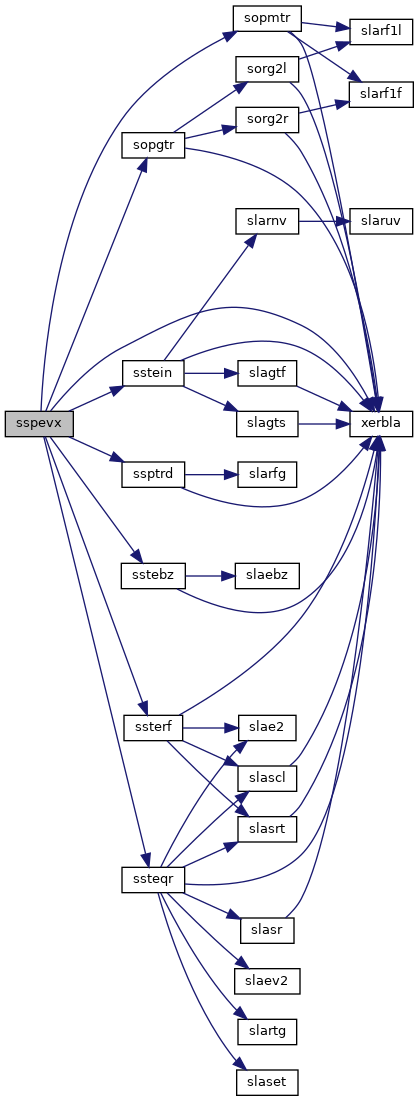 sopmtr
slarf1l
sorg2l
slarf1f
sorg2r
sopgtr
slarnv
slaruv
sstein
slagtf
sspevx
slagts
xerbla
ssptrd
slarfg
sstebz
slaebz
ssterf
slae2
slascl
slasrt
ssteqr
slasr
slaev2
slartg
slaset